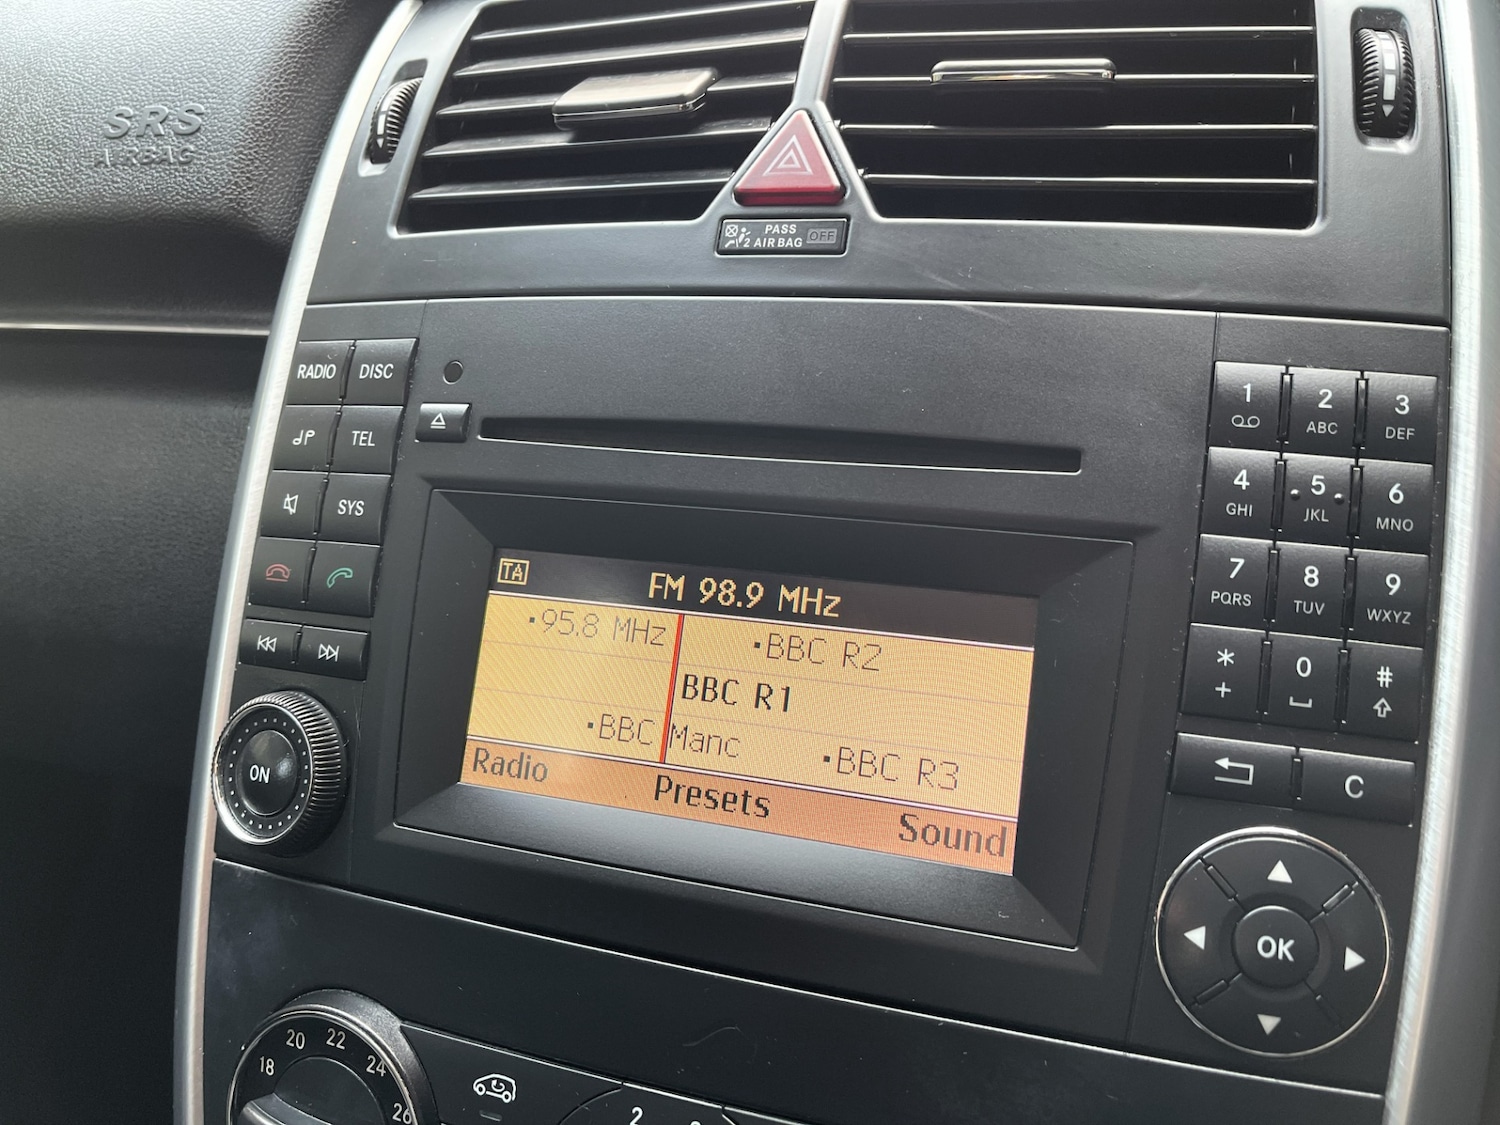 SRS
AIRBAG
PASS
2 AIRBAG OFF
RADIO DISC
TEL
SYS
ON
TA
FM 98.9 MHz
•95.8 MHz •BBC R2
BBC R1
•BBC Manc •BBC R3
Radio Presets Sound
1 2 3
ABC DEF
4 5 6
GHI JKL MNO
7 8 9
PQRS TUV WXYZ
* 0 #
+
C
OK
18 20 22 24 26
2